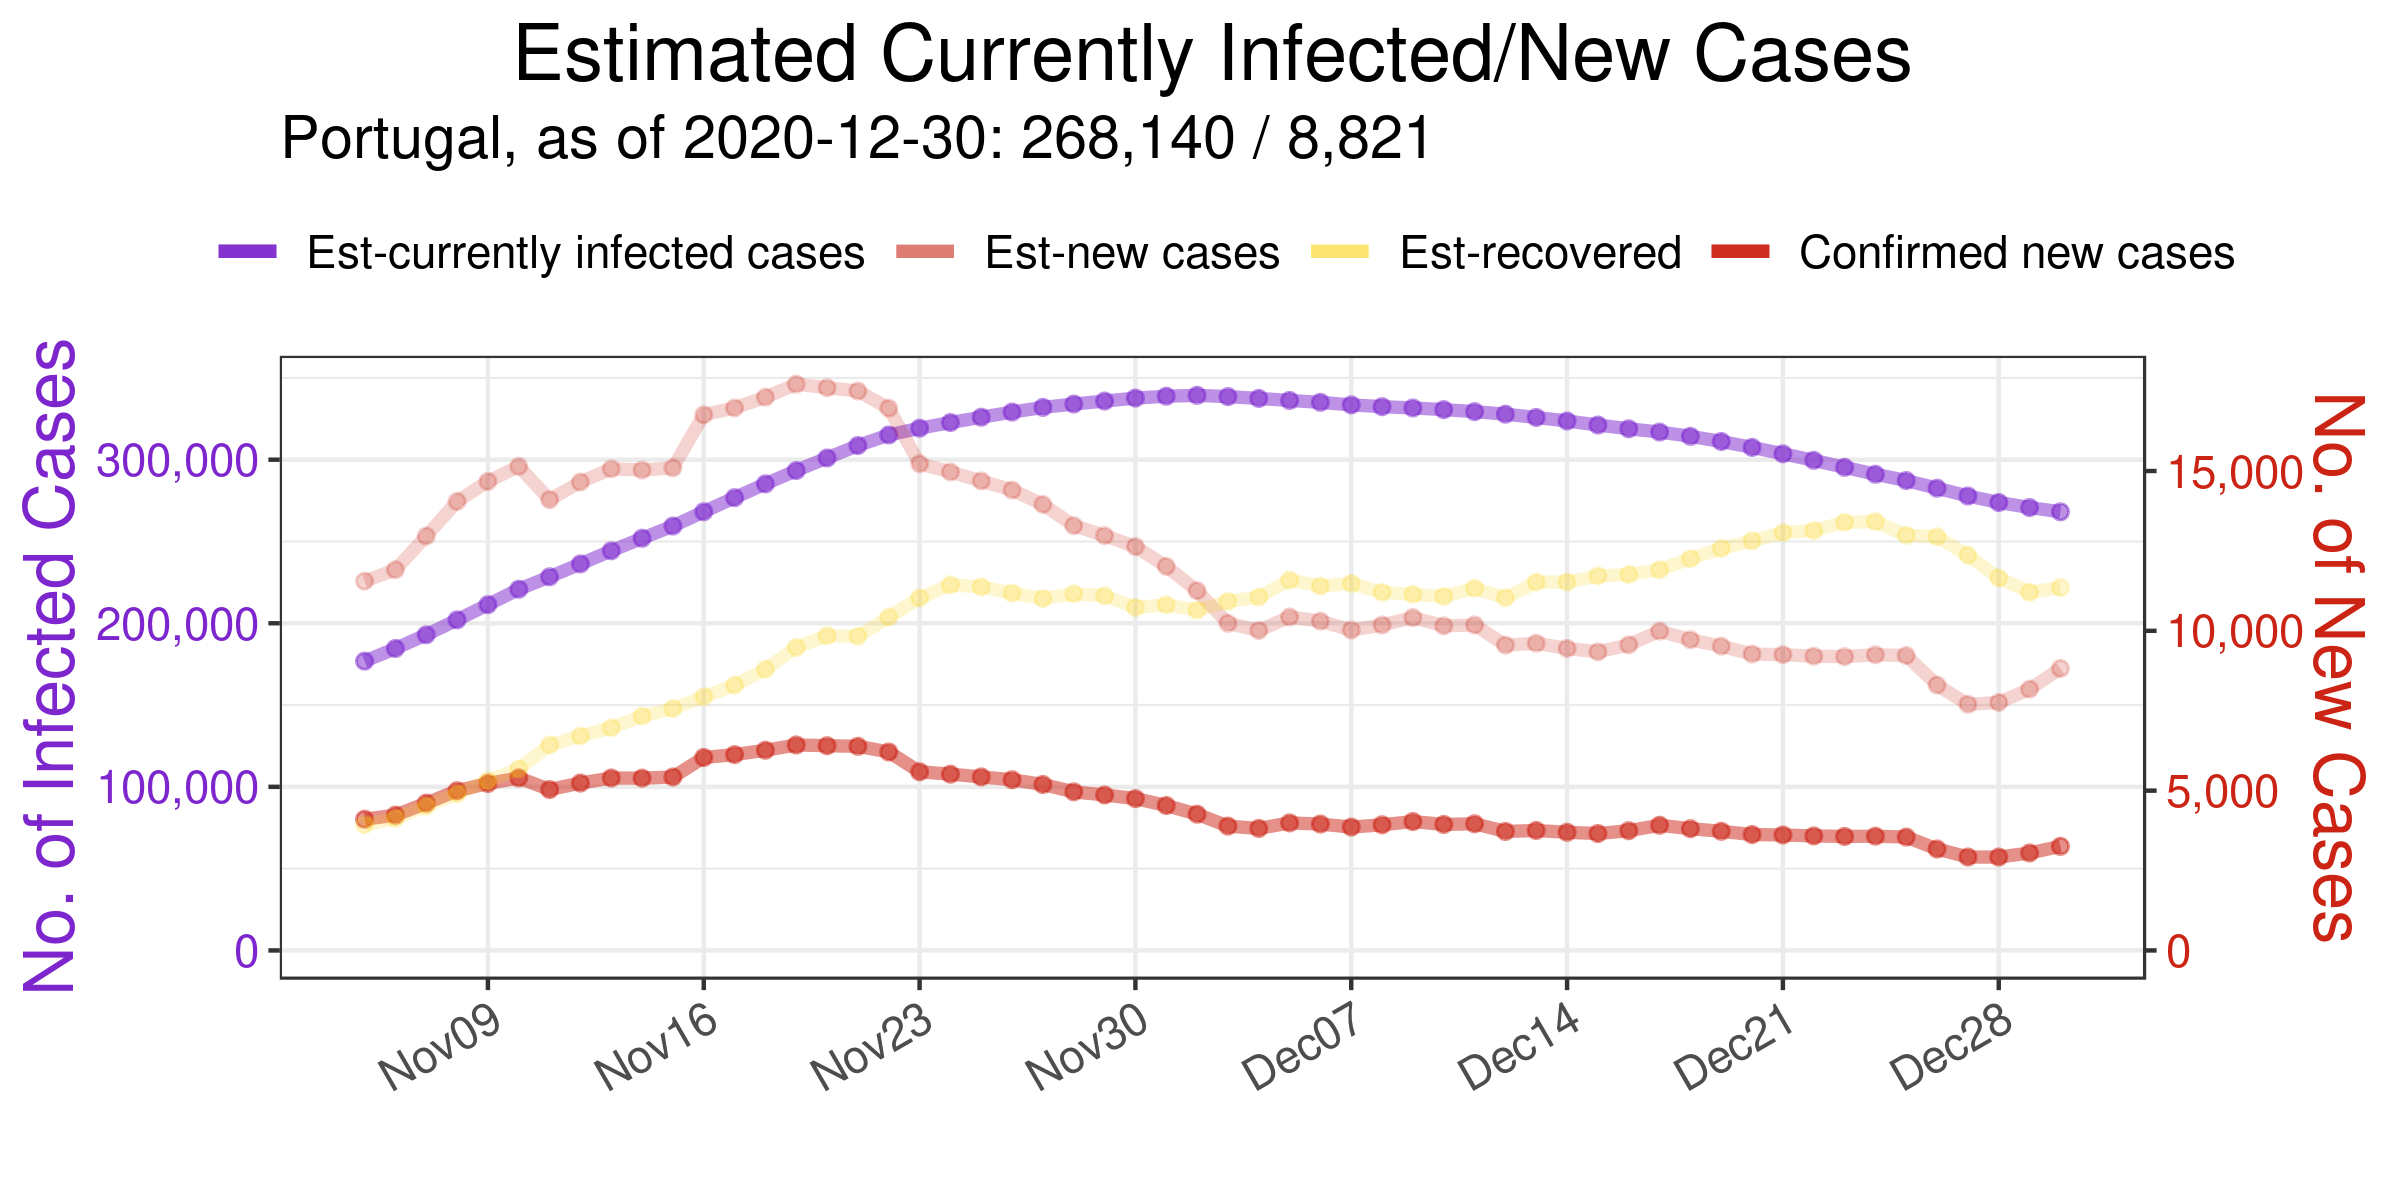 Estimated Currently Infected/New Cases
Portugal, as of 2020-12-30: 268,140 / 8,821
Est-currently infected cases
Est-new cases
Est-recovered
Confirmed new cases
No. of Infected Cases
300,000
200,000
100,000
0
15,000
10,000
5,000
0
No. of New Cases
Nov09
Nov16
Nov23
Nov30
Dec07
Dec14
Dec21
Dec28